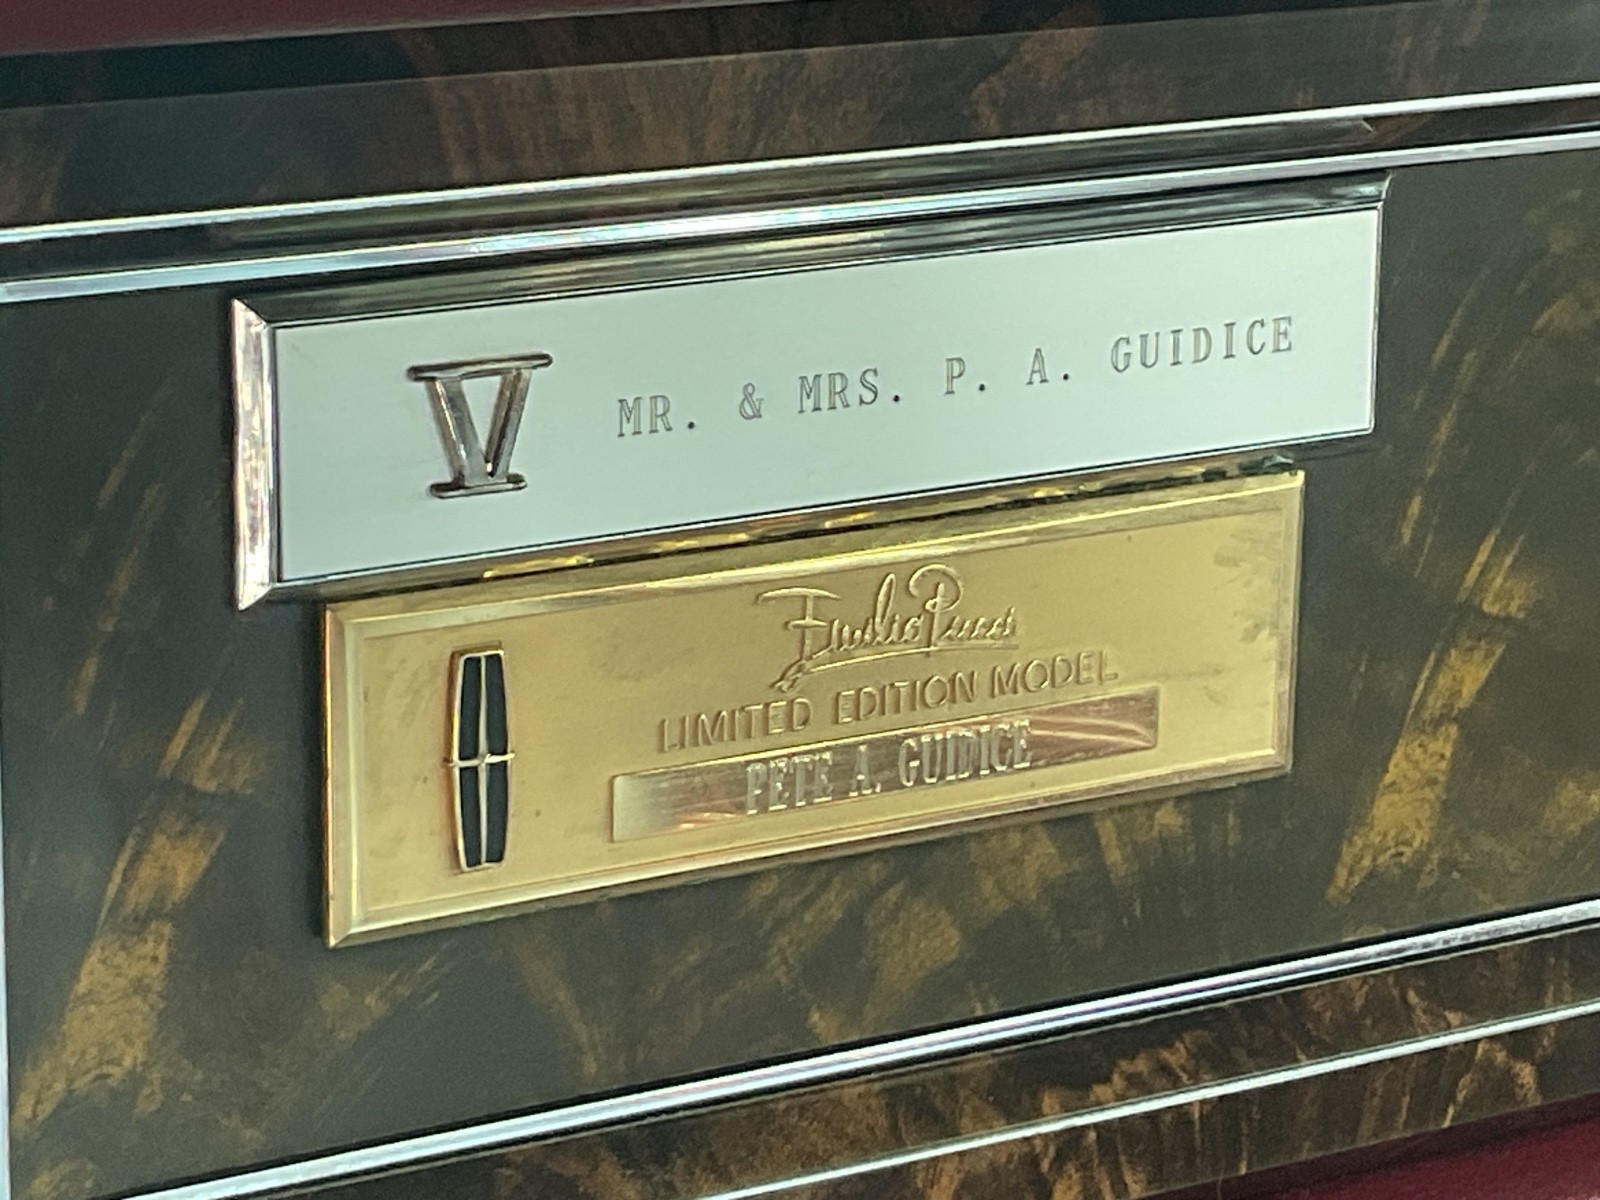 V MR. & MRS. P. A. GUIDICE
Emilio Pucci
LIMITED EDITION MODEL
PETE A. GUIDICE